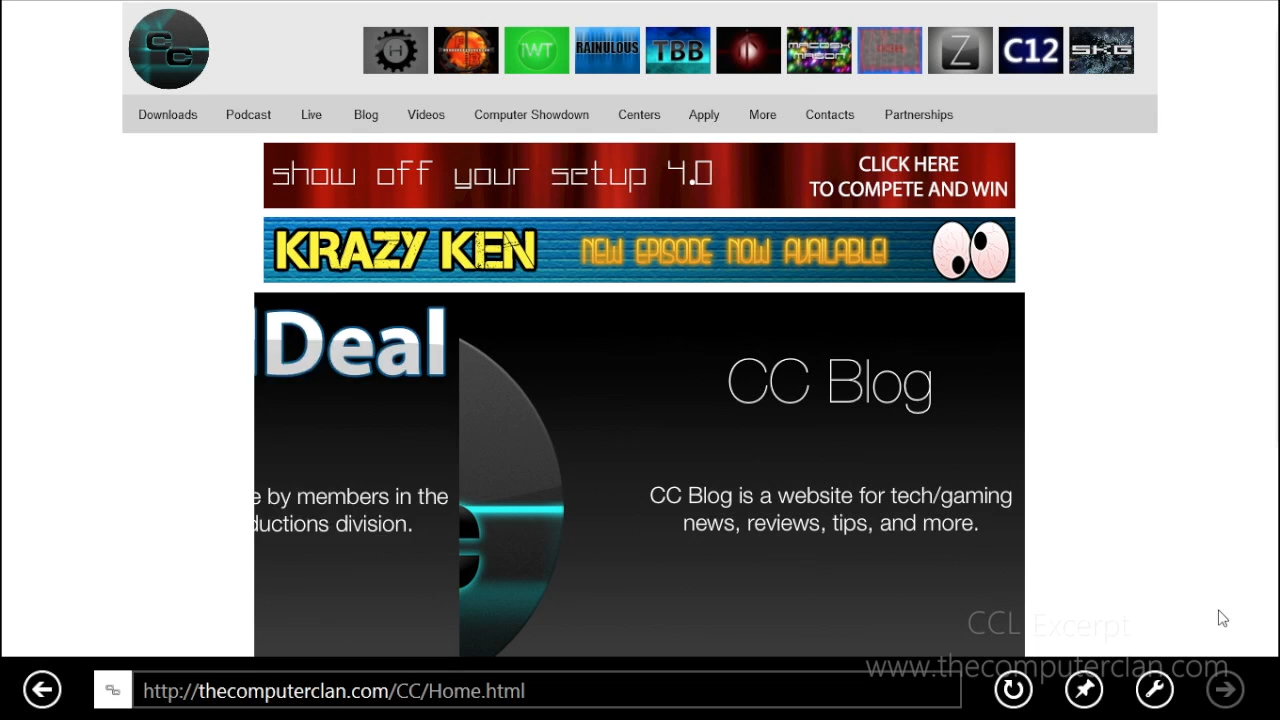 CC
H
iWT
RAINULOUS
TBB
MACOSX
MASON
Z
C12
SKG
Downloads Podcast Live Blog Videos Computer Showdown Centers Apply More Contacts Partnerships
show off your setup 4.0
CLICK HERE
TO COMPETE AND WIN
KRAZY KEN
NEW EPISODE NOW AVAILABLE!
Deal
CC Blog
e by members in the
ductions division.
CC Blog is a website for tech/gaming
news, reviews, tips, and more.
CCL Excerpt
www.thecomputerclan.com
http://thecomputerclan.com/CC/Home.html